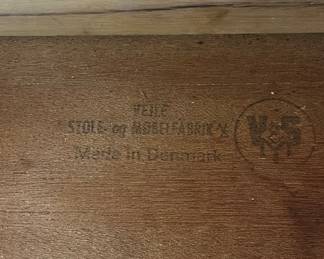 VEJLE
STOLE- og MØBELFABRIK A/S
Made in Denmark
V&S